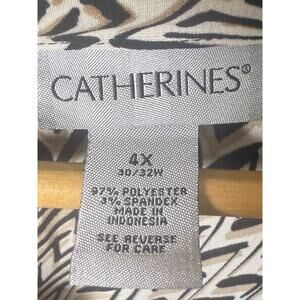 CATHERINES®
4X
30/32W
97% POLYESTER
3% SPANDEX
MADE IN
INDONESIA
SEE REVERSE
FOR CARE